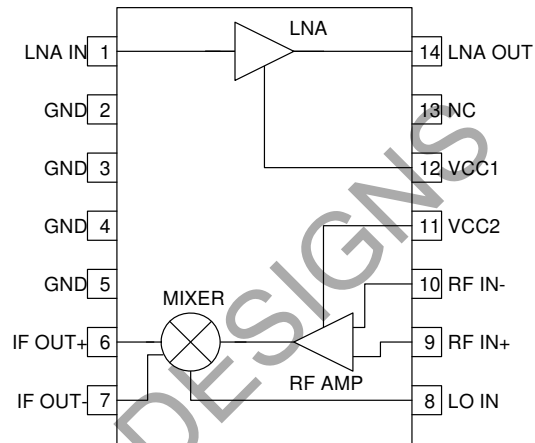 LNA
LNA IN 1 14 LNA OUT
GND 2 13 NC
GND 3 12 VCC1
GND 4 11 VCC2
GND 5 10 RF IN-
MIXER
IF OUT+ 6 9 RF IN+
RF AMP
IF OUT- 7 8 LO IN
DESIGNS